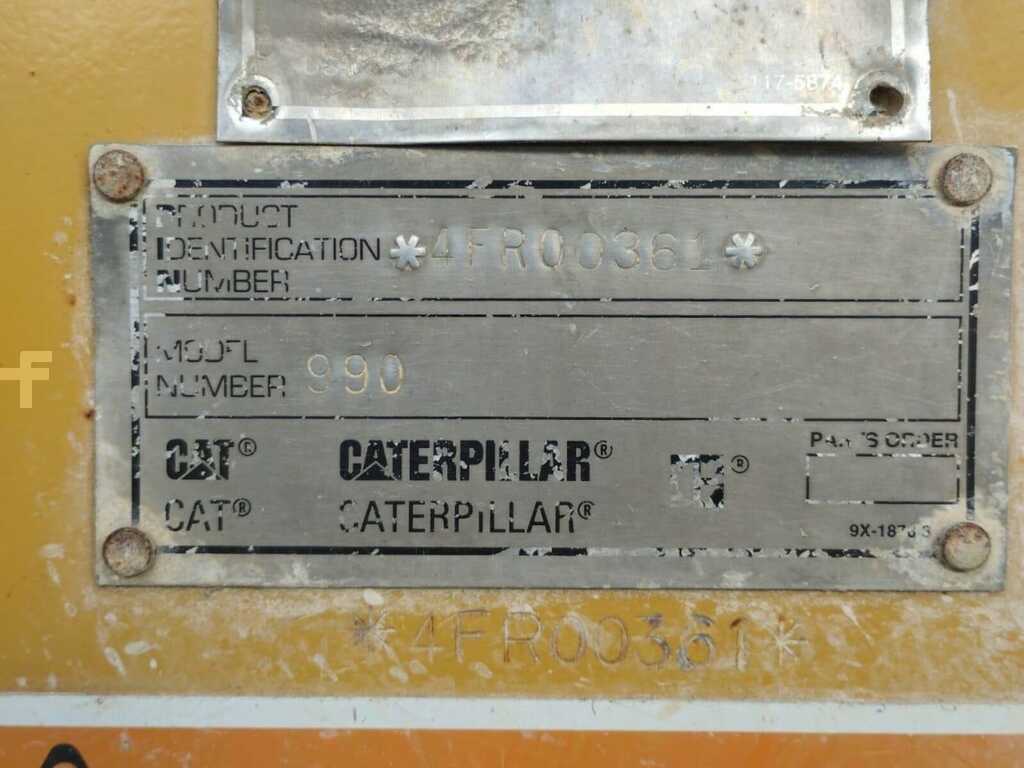 117-5874
PRODUCT
IDENTIFICATION *4FR00361*
NUMBER
MODEL
NUMBER 990
CAT® CATERPILLAR® ®
PARTS ORDER
CAT® CATERPILLAR®
*4FR00361*
f